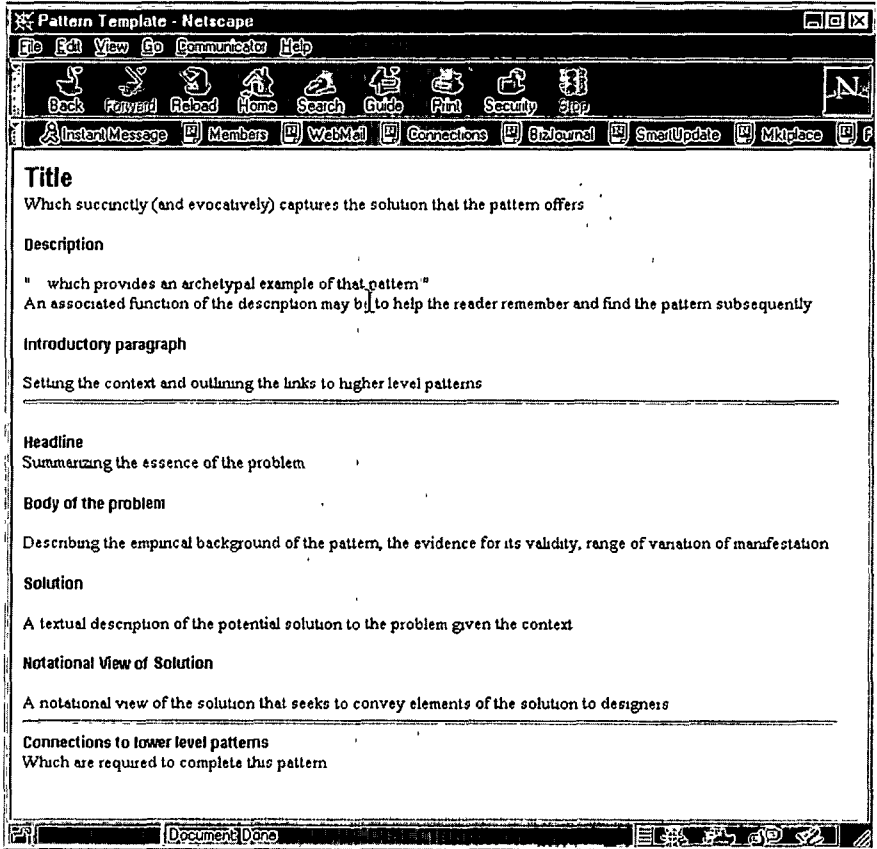 Pattern Template - Netscape
File Edit View Go Communicator Help
Back Forward Reload Home Search Guide Print Security Stop
N
Instant Message Members WebMail Connections BizJournal SmartUpdate Mktplace
Title
Which succinctly (and evocatively) captures the solution that the pattern offers
Description
" which provides an archetypal example of that pattern "
An associated function of the description may be to help the reader remember and find the pattern subsequently
Introductory paragraph
Setting the context and outlining the links to higher level patterns
Headline
Summarizing the essence of the problem
Body of the problem
Describing the empirical background of the pattern, the evidence for its validity, range of variation of manifestation
Solution
A textual description of the potential solution to the problem given the context
Notational View of Solution
A notational view of the solution that seeks to convey elements of the solution to designers
Connections to lower level patterns
Which are required to complete this pattern
Document: Done